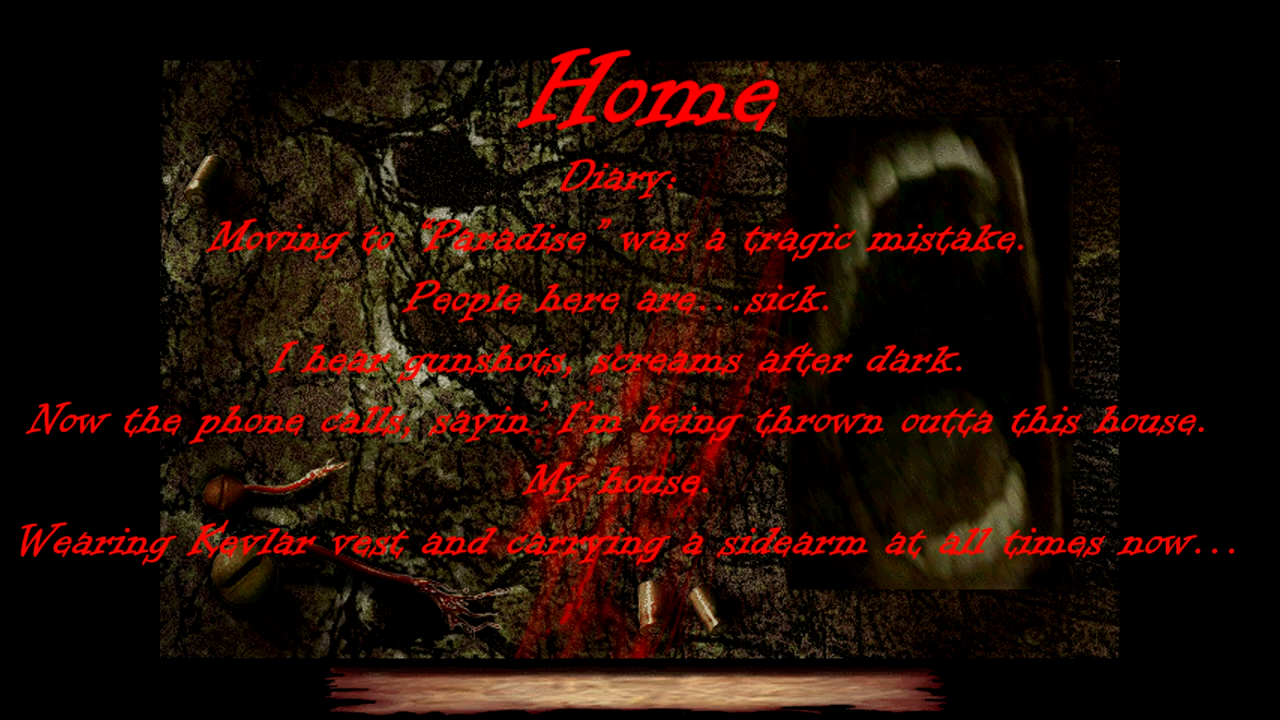 Home
Diary:
Moving to “Paradise” was a tragic mistake.
People here are...sick.
I hear gunshots, screams after dark.
Now the phone calls, sayin’ I’m being thrown outta this house.
My house.
Wearing Kevlar vest and carrying a sidearm at all times now...